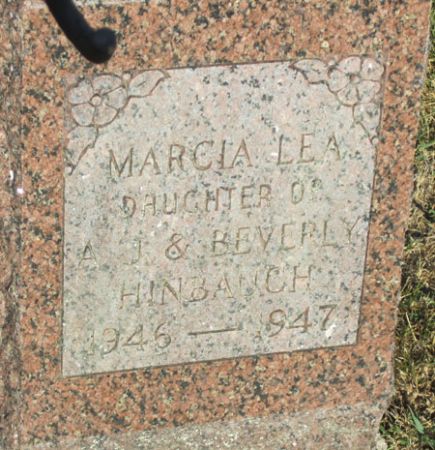 MARCIA LEA
DAUGHTER OF
A. J. & BEVERLY
HINBAUGH
1946 — 1947